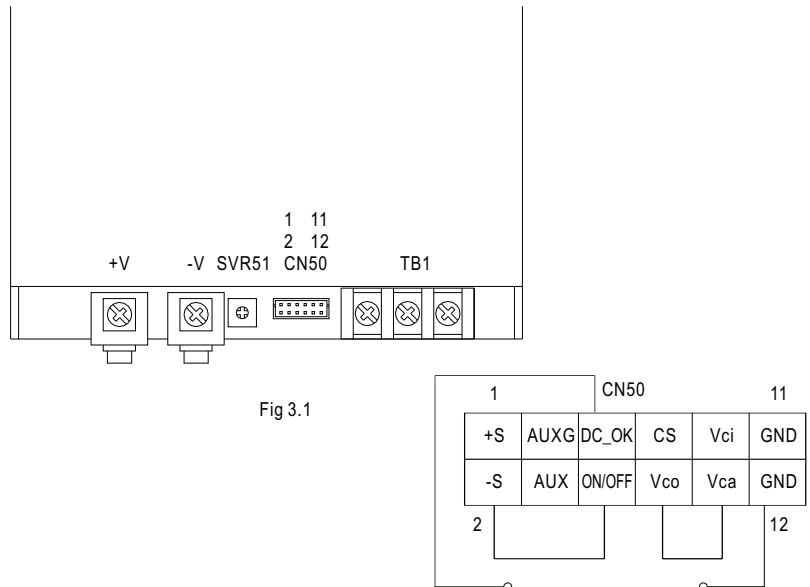 1 11
2 12
+V -V SVR51 CN50 TB1
Fig 3.1
CN50
1 11
+S AUXG DC_OK CS Vci GND
-S AUX ON/OFF Vco Vca GND
2 12